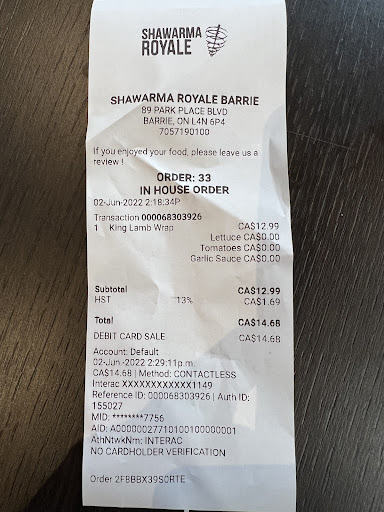 SHAWARMA
ROYALE
SHAWARMA ROYALE BARRIE
89 PARK PLACE BLVD
BARRIE, ON L4N 6P4
7057190100
If you enjoyed your food, please leave us a
review !
ORDER: 33
IN HOUSE ORDER
02-Jun-2022 2:18:34P
Transaction 000068303926
1 King Lamb Wrap CA$12.99
Lettuce CA$0.00
Tomatoes CA$0.00
Garlic Sauce CA$0.00
Subtotal CA$12.99
HST 13% CA$1.69
Total CA$14.68
DEBIT CARD SALE CA$14.68
Account: Default
02-Jun.-2022 2:29:11p.m.
CA$14.68 | Method: CONTACTLESS
Interac XXXXXXXXXXXX1149
Reference ID: 000068303926 | Auth ID:
155027
MID: ********7756
AID: A00000027710100100000001
AthNtwkNm: INTERAC
NO CARDHOLDER VERIFICATION
Order 2FBBBX39S0RTE